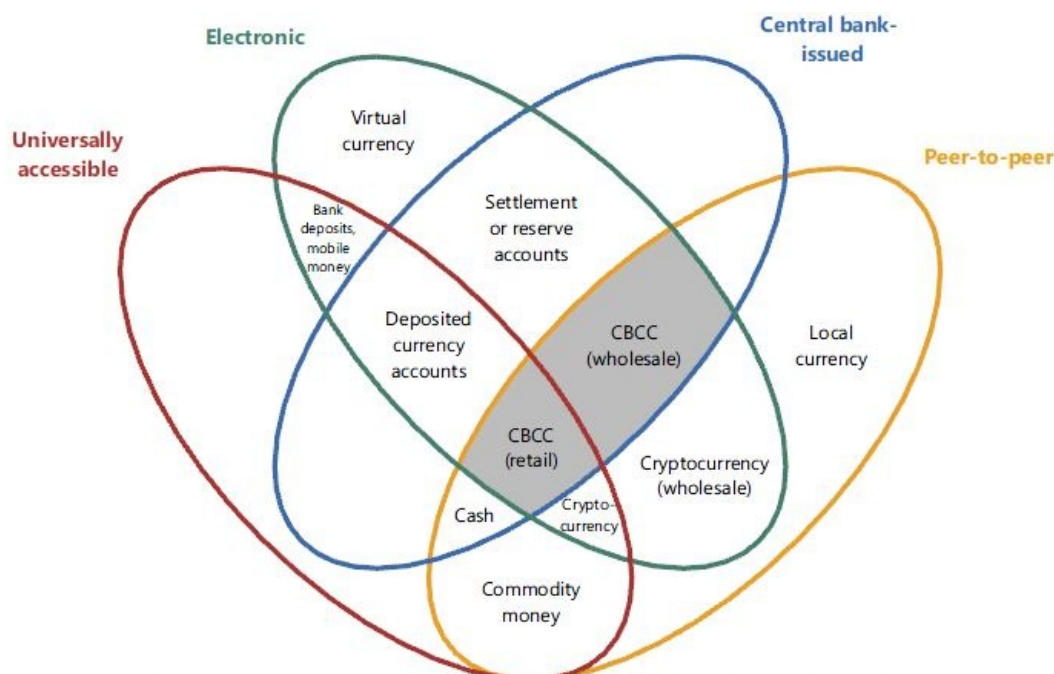 Electronic
Central bank-
issued
Universally
accessible
Virtual
currency
Peer-to-peer
Bank
deposits,
mobile
money
Settlement
or reserve
accounts
Deposited
currency
accounts
CBCC
(wholesale)
Local
currency
CBCC
(retail)
Cryptocurrency
(wholesale)
Cash
Crypto-
currency
Commodity
money